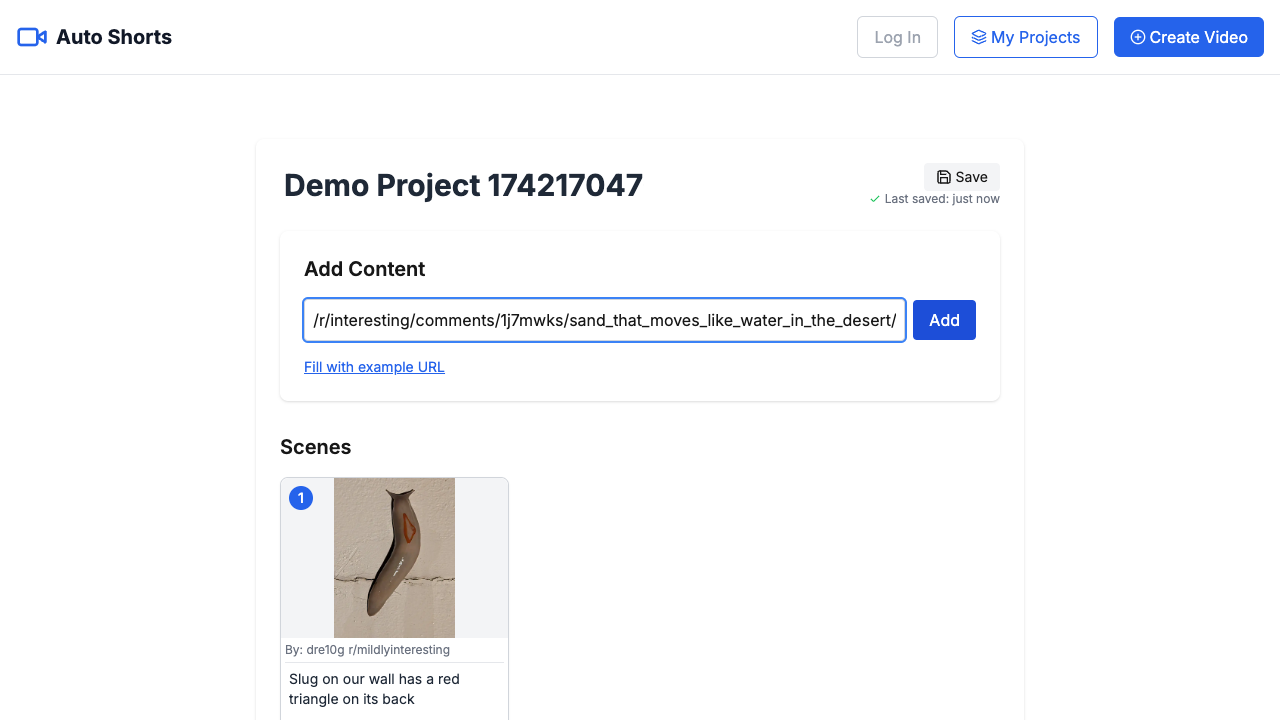 Auto Shorts
Log In
My Projects
Create Video
Demo Project 174217047
Save
Last saved: just now
Add Content
/r/interesting/comments/1j7mwks/sand_that_moves_like_water_in_the_desert/
Add
Fill with example URL
Scenes
1
By: dre10g r/mildlyinteresting
Slug on our wall has a red
triangle on its back